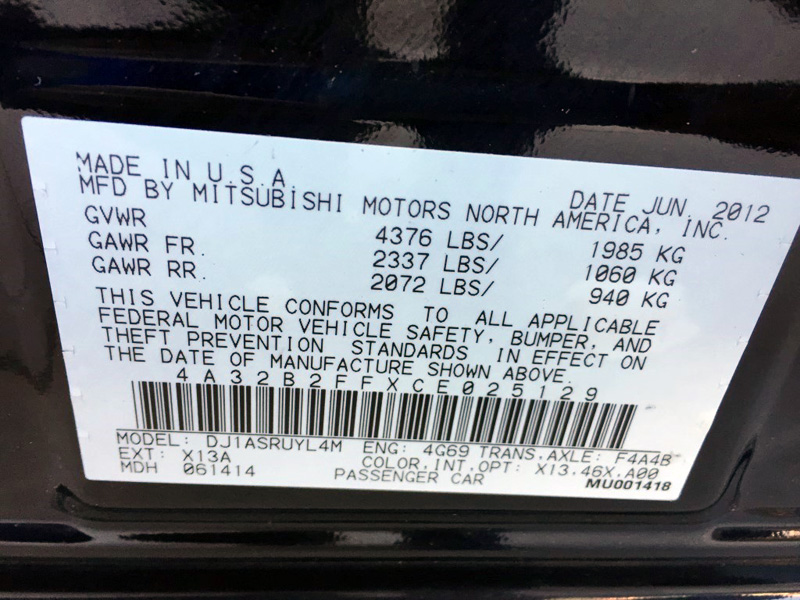 MADE IN U.S.A. DATE JUN. 2012
MFD BY MITSUBISHI MOTORS NORTH AMERICA, INC.
GVWR 4376 LBS/ 1985 KG
GAWR FR. 2337 LBS/ 1060 KG
GAWR RR. 2072 LBS/ 940 KG
THIS VEHICLE CONFORMS TO ALL APPLICABLE
FEDERAL MOTOR VEHICLE SAFETY, BUMPER, AND
THEFT PREVENTION STANDARDS IN EFFECT ON
THE DATE OF MANUFACTURE SHOWN ABOVE.
4A32B2FFXCE025129
MODEL: DJ1ASRUYL4M ENG: 4G69 TRANS.AXLE: F4A4B
EXT: X13A COLOR.INT.OPT: X13.46X.A00
MDH 061414 PASSENGER CAR
MU001418